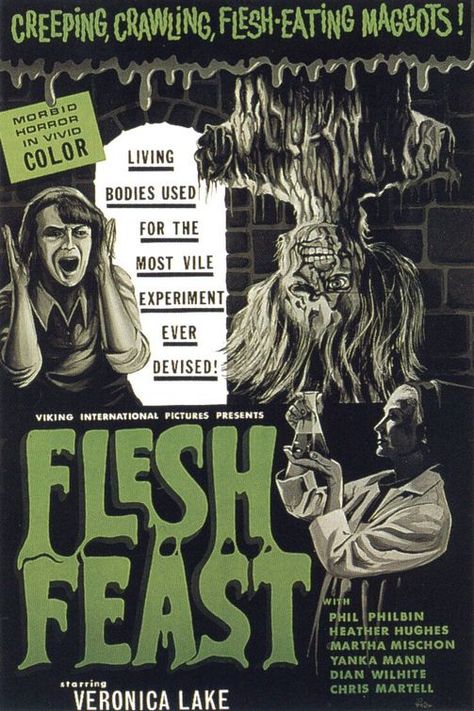 CREEPING, CRAWLING, FLESH-EATING MAGGOTS!
MORBID
HORROR
IN VIVID
COLOR
LIVING
BODIES USED
FOR THE
MOST VILE
EXPERIMENT
EVER
DEVISED!
VIKING INTERNATIONAL PICTURES PRESENTS
FLESH
FEAST
WITH
PHIL PHILBIN
HEATHER HUGHES
MARTHA MISCHON
YANKA MANN
DIAN WILHITE
CHRIS MARTELL
starring
VERONICA LAKE